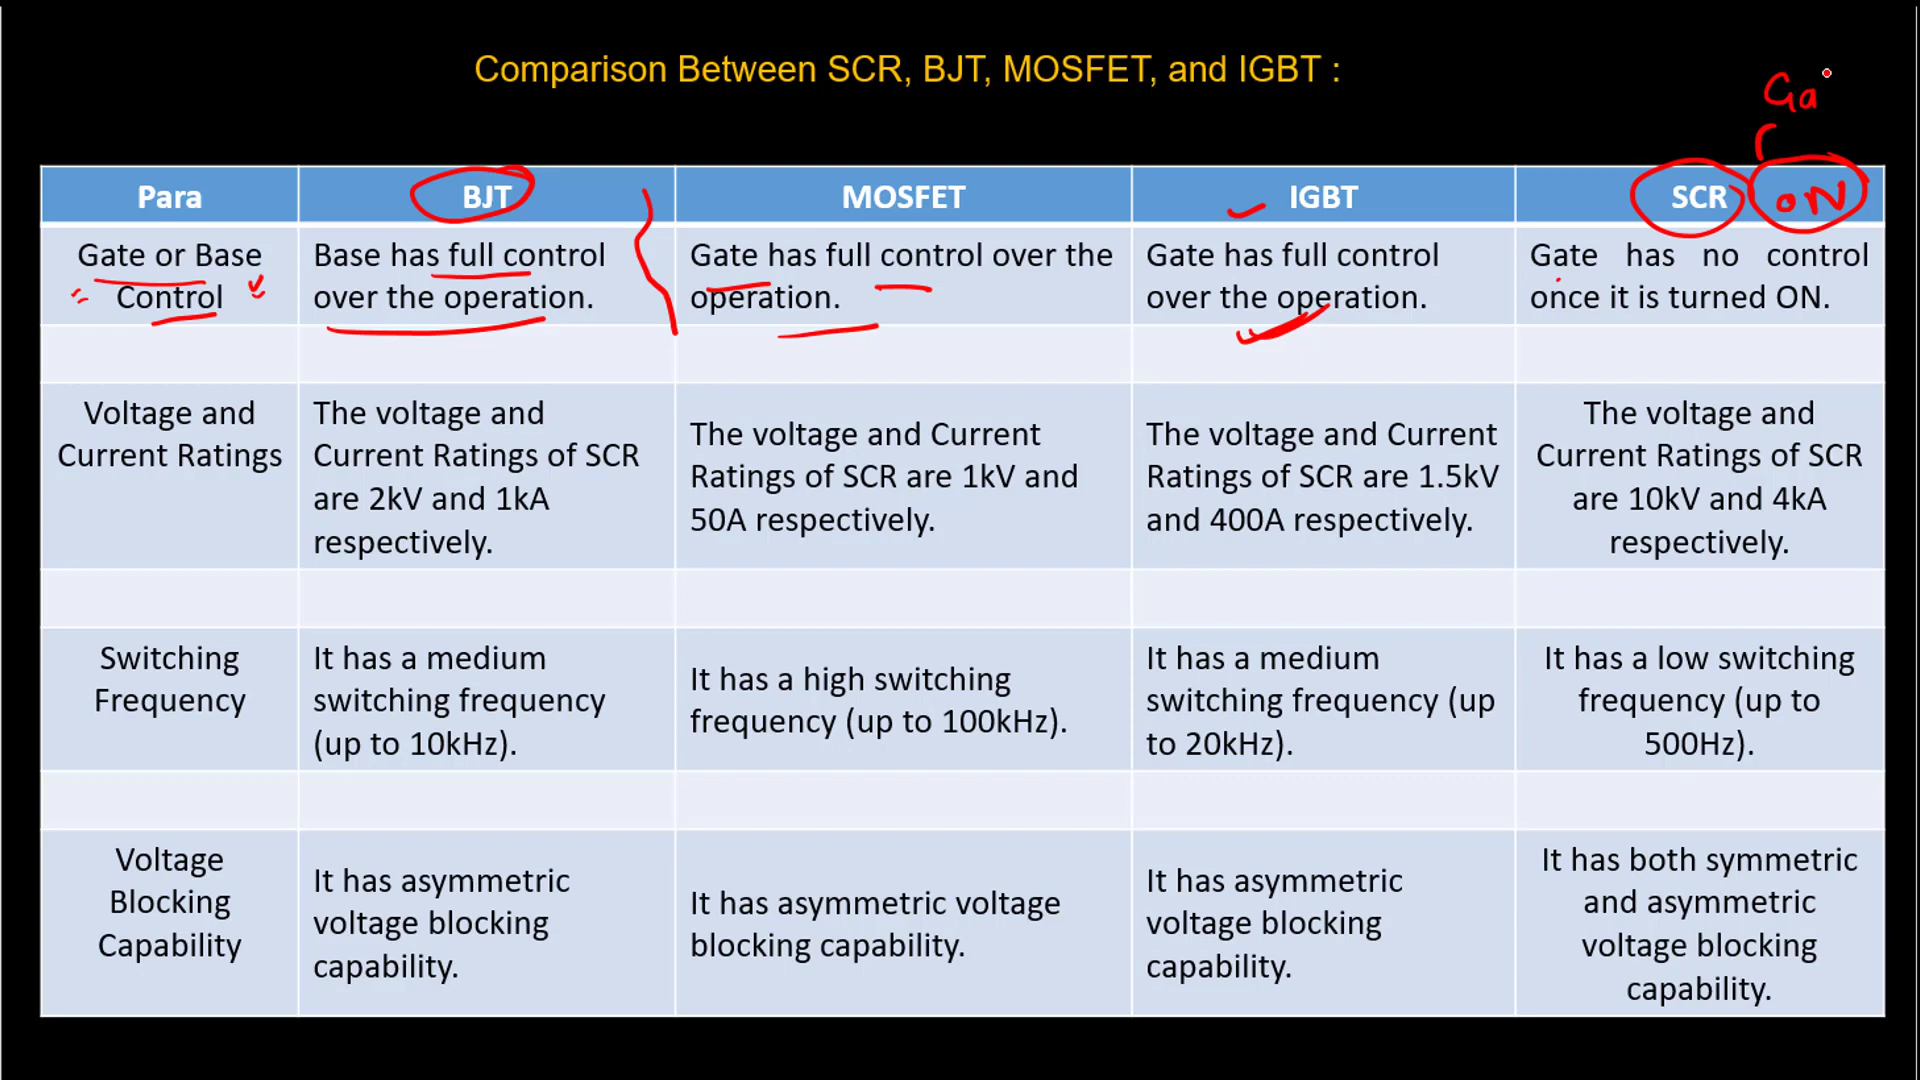 Comparison Between SCR, BJT, MOSFET, and IGBT :
Ga
Para
BJT
MOSFET
IGBT
SCR
ON
Gate or Base
Control
Base has full control
over the operation.
Gate has full control over the
operation.
Gate has full control
over the operation.
Gate has no control
once it is turned ON.
Voltage and
Current Ratings
The voltage and
Current Ratings of SCR
are 2kV and 1kA
respectively.
The voltage and Current
Ratings of SCR are 1kV and
50A respectively.
The voltage and Current
Ratings of SCR are 1.5kV
and 400A respectively.
The voltage and
Current Ratings of SCR
are 10kV and 4kA
respectively.
Switching
Frequency
It has a medium
switching frequency
(up to 10kHz).
It has a high switching
frequency (up to 100kHz).
It has a medium
switching frequency (up
to 20kHz).
It has a low switching
frequency (up to
500Hz).
Voltage
Blocking
Capability
It has asymmetric
voltage blocking
capability.
It has asymmetric voltage
blocking capability.
It has asymmetric
voltage blocking
capability.
It has both symmetric
and asymmetric
voltage blocking
capability.